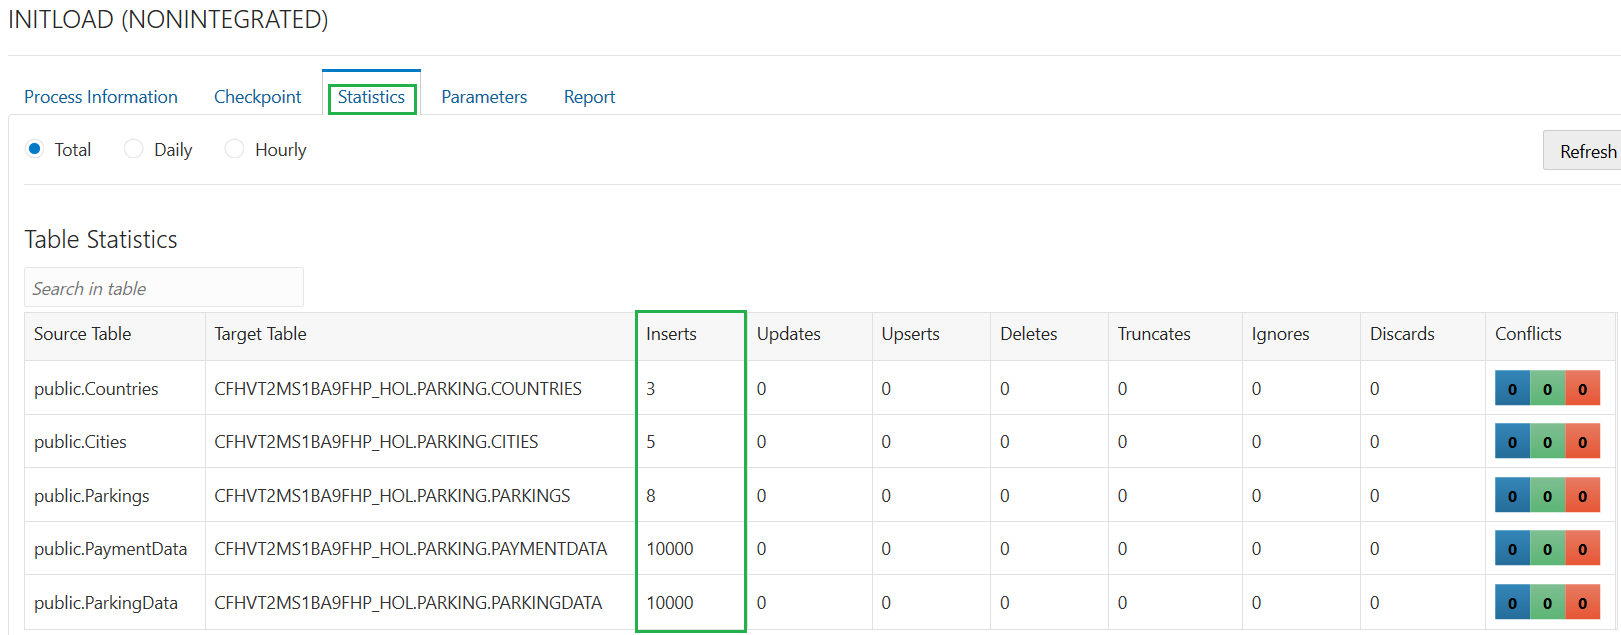 INITLOAD (NONINTEGRATED)
Process Information Checkpoint Statistics Parameters Report
Total Daily Hourly Refresh
Table Statistics
Search in table
Source Table Target Table Inserts Updates Upserts Deletes Truncates Ignores Discards Conflicts
public.Countries CFHVT2MS1BA9FHP_HOL.PARKING.COUNTRIES 3 0 0 0 0 0 0 0 0 0
public.Cities CFHVT2MS1BA9FHP_HOL.PARKING.CITIES 5 0 0 0 0 0 0 0 0 0
public.Parkings CFHVT2MS1BA9FHP_HOL.PARKING.PARKINGS 8 0 0 0 0 0 0 0 0 0
public.PaymentData CFHVT2MS1BA9FHP_HOL.PARKING.PAYMENTDATA 10000 0 0 0 0 0 0 0 0 0
public.ParkingData CFHVT2MS1BA9FHP_HOL.PARKING.PARKINGDATA 10000 0 0 0 0 0 0 0 0 0